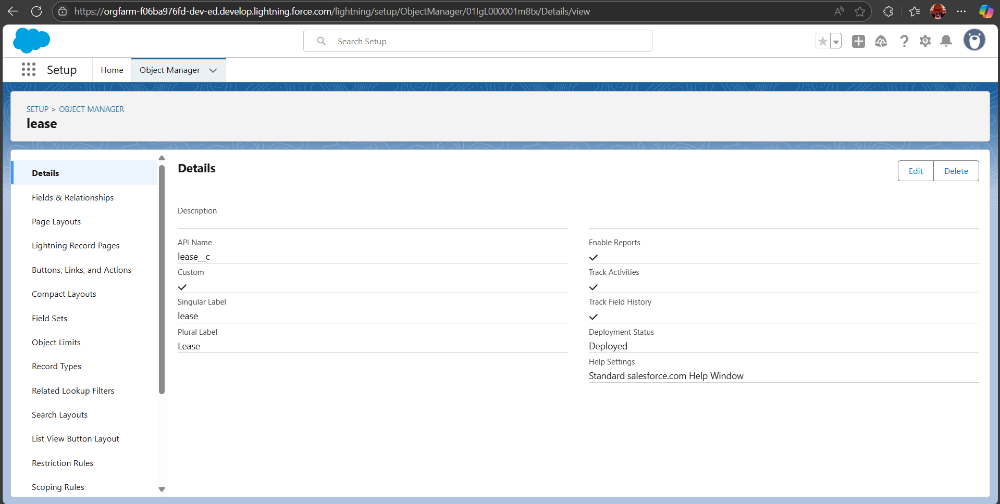 https://orgfarm-f06ba976fd-dev-ed.develop.lightning.force.com/lightning/setup/ObjectManager/01IgL000001m8tx/Details/view
Search Setup
Setup
Home
Object Manager
SETUP > OBJECT MANAGER
lease
Details
Fields & Relationships
Page Layouts
Lightning Record Pages
Buttons, Links, and Actions
Compact Layouts
Field Sets
Object Limits
Record Types
Related Lookup Filters
Search Layouts
List View Button Layout
Restriction Rules
Scoping Rules
Details
Edit
Delete
Description
API Name
lease__c
Custom
Singular Label
lease
Plural Label
Lease
Enable Reports
Track Activities
Track Field History
Deployment Status
Deployed
Help Settings
Standard salesforce.com Help Window